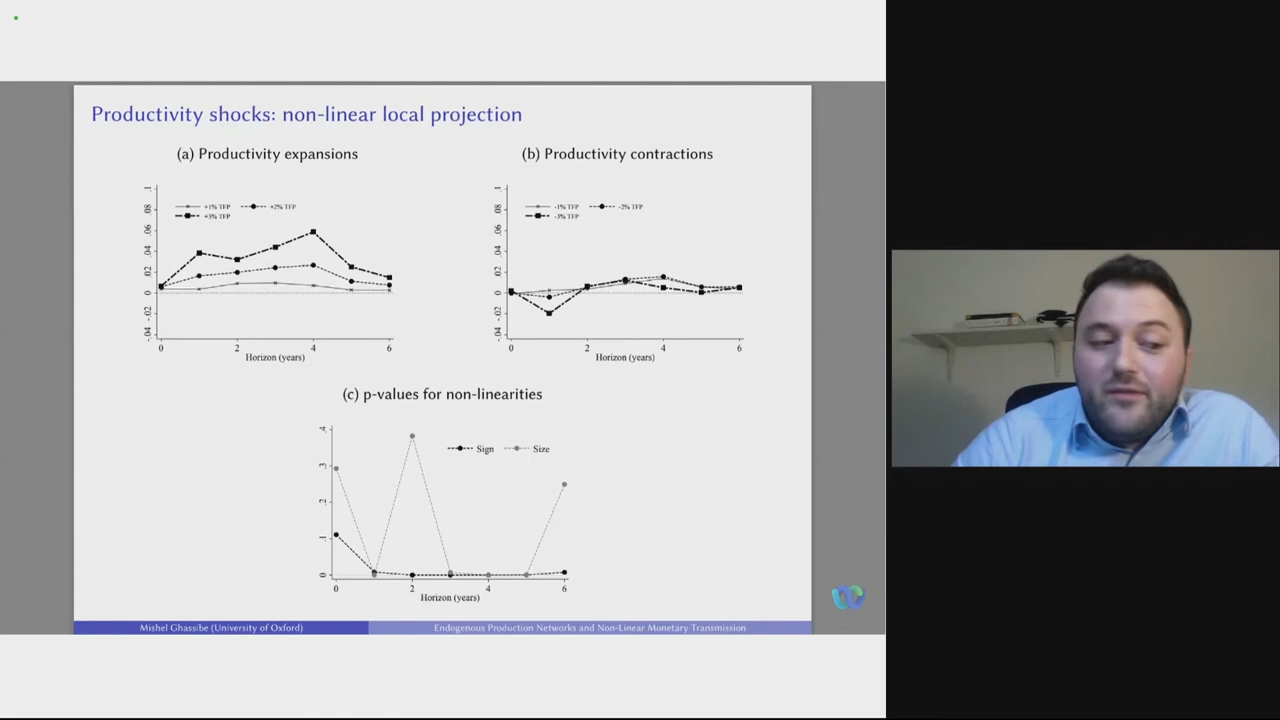 Productivity shocks: non-linear local projection
(a) Productivity expansions
(b) Productivity contractions
.1
.08
.06
.04
.02
0
-.02
-.04
+1% TFP
+2% TFP
+3% TFP
0
2
4
6
Horizon (years)
.1
.08
.06
.04
.02
0
-.02
-.04
-1% TFP
-2% TFP
-3% TFP
0
2
4
6
Horizon (years)
(c) p-values for non-linearities
.4
.3
.2
.1
0
Sign
Size
0
2
4
6
Horizon (years)
Mishel Ghassibe (University of Oxford)
Endogenous Production Networks and Non-Linear Monetary Transmission